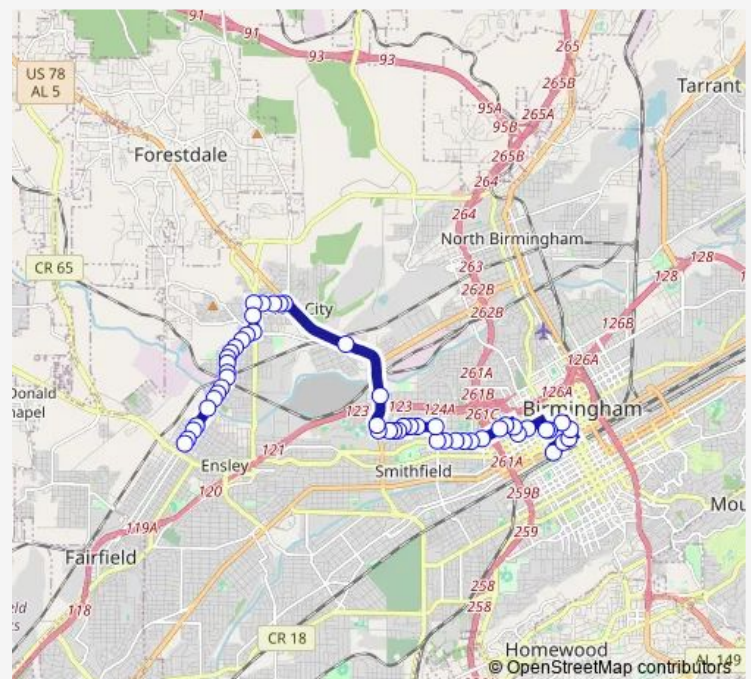 91
91
93
93
265
US 78
AL 5
265B
Tarrant
95A
265A
95B
Forestdale
265B
264
264
North Birmingham
CR 65
263
128
128
1
City
262B
262B
126B
261A
126A
Donald
hapel
261B
126A
123
123
124A
261C
Birmingham
Ensley
121
Smithfield
261A
120
259B
119A
Mou
259
Fairfield
258
118
258
CR 18
Homewood
AL 149
© OpenStreetMap contributors